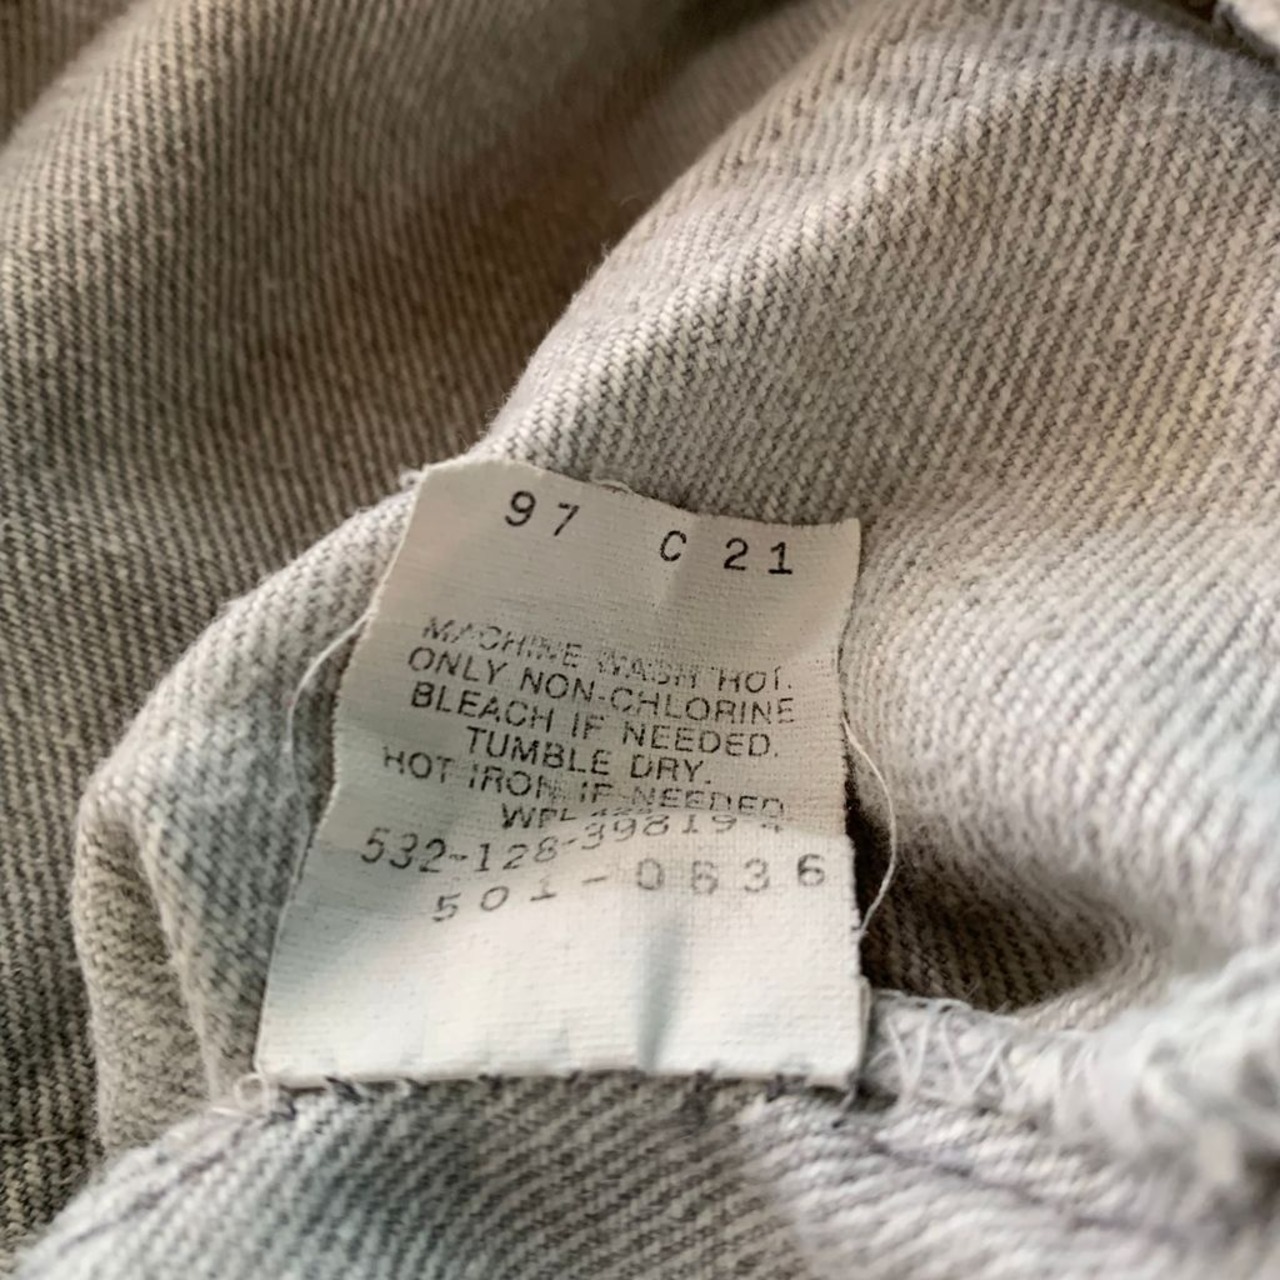 97 C 21
MACHINE WASH HOT.
ONLY NON-CHLORINE
BLEACH IF NEEDED.
TUMBLE DRY.
HOT IRON IF NEEDED
WPL
532-128-39819
501-0636